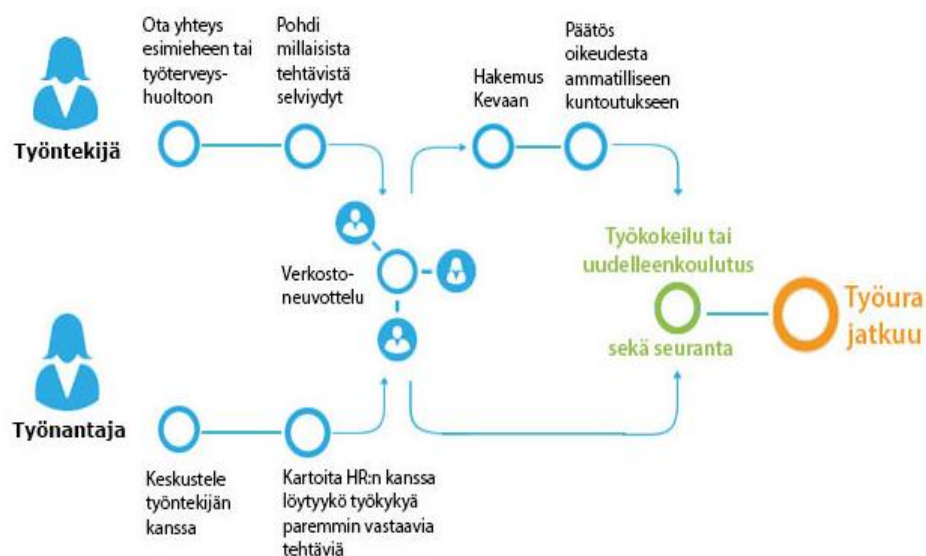 Ota yhteys
esimieheen tai
työterveys-
huoltoon
Pohdi
millaisista
tehtävistä
selviydyt
Hakemus
Kevaan
Päätös
oikeudesta
ammatilliseen
kuntoutukseen
Työntekijä
Verkosto-
neuvottelu
Työkokeilu tai
uudelleenkoulutus
sekä seuranta
Työura
jatkuu
Työnantaja
Keskustele
työntekijän
kanssa
Kartoita HR:n kanssa
löytyykö työkykyä
paremmin vastaavia
tehtäviä